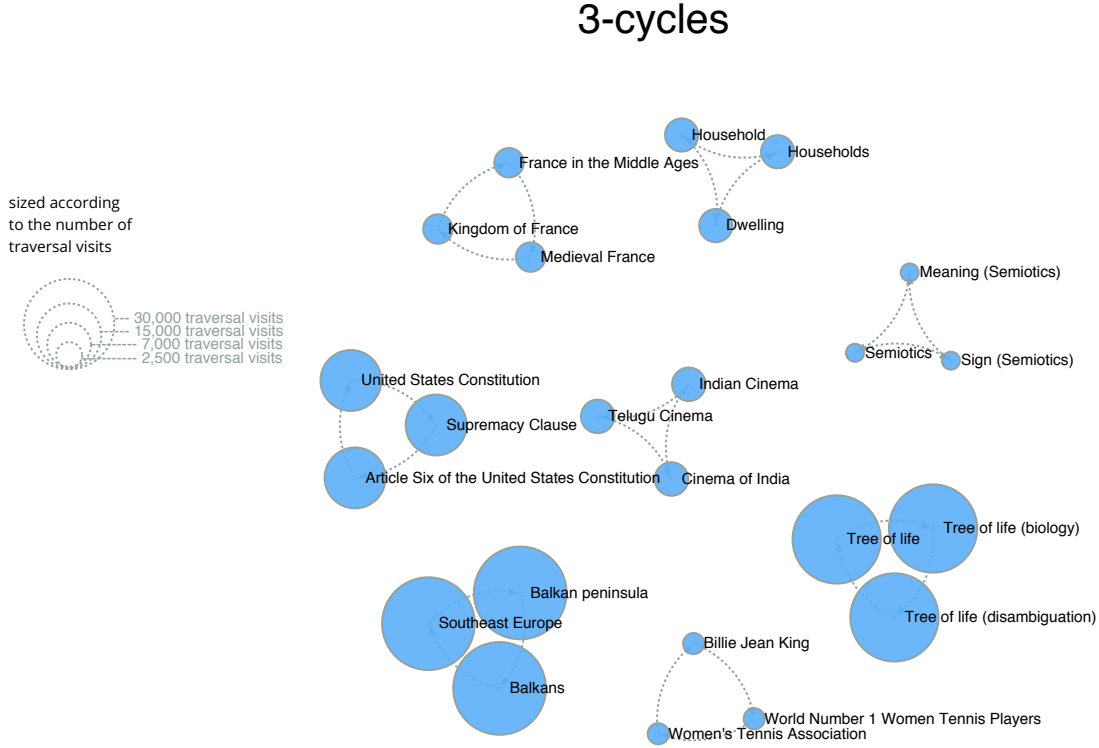 3-cycles
Household
Households
France in the Middle Ages
sized according
to the number of
traversal visits
Dwelling
Kingdom of France
Medieval France
Meaning (Semiotics)
30,000 traversal visits
15,000 traversal visits
7,000 traversal visits
2,500 traversal visits
Semiotics
Sign (Semiotics)
United States Constitution
Indian Cinema
Telugu Cinema
Supremacy Clause
Article Six of the United States Constitution
Cinema of India
Tree of life (biology)
Tree of life
Balkan peninsula
Tree of life (disambiguation)
Southeast Europe
Billie Jean King
Balkans
World Number 1 Women Tennis Players
Women's Tennis Association